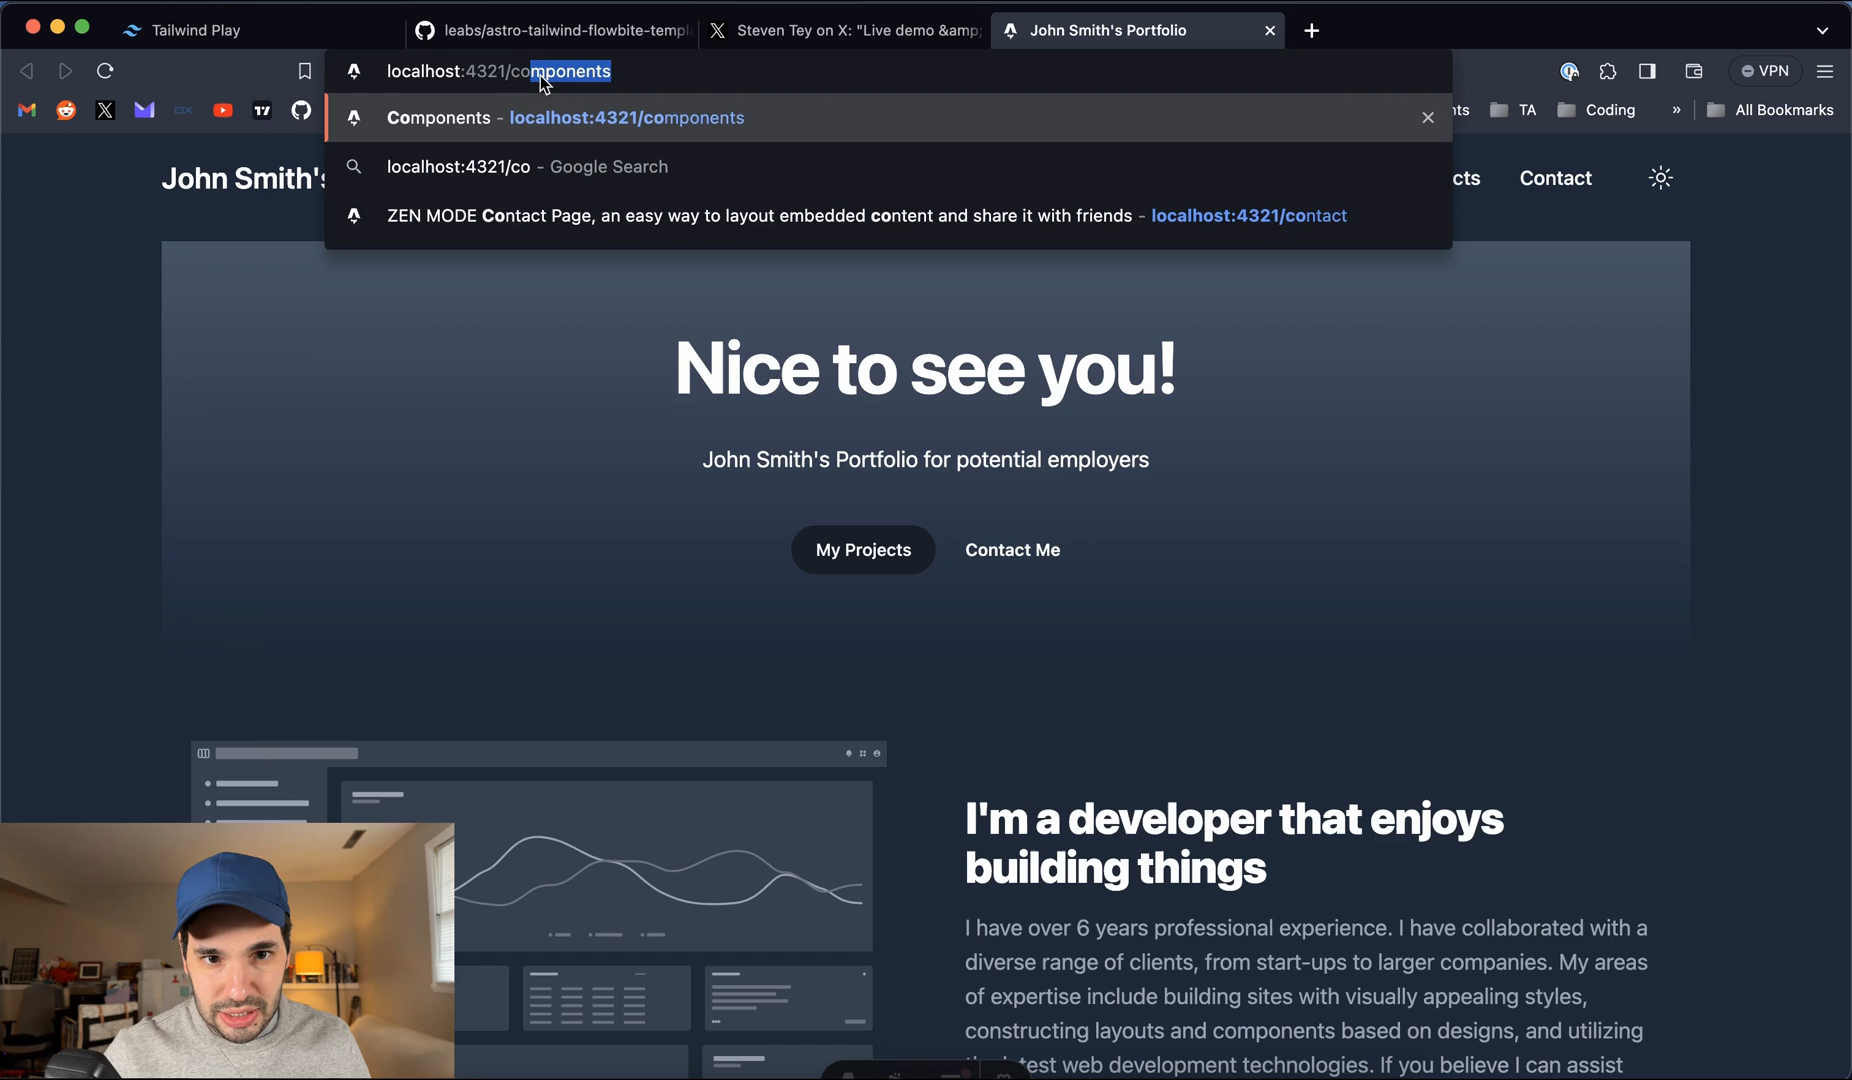 Tailwind Play
leabs/astro-tailwind-flowbite-templ
Steven Tey on X: "Live demo &amp;
John Smith's Portfolio
localhost:4321/components
VPN
Components - localhost:4321/components
TA
Coding
»
All Bookmarks
localhost:4321/co - Google Search
ZEN MODE Contact Page, an easy way to layout embedded content and share it with friends - localhost:4321/contact
John Smith's
cts
Contact
Nice to see you!
John Smith's Portfolio for potential employers
My Projects
Contact Me
I'm a developer that enjoys
building things
I have over 6 years professional experience. I have collaborated with a
diverse range of clients, from start-ups to larger companies. My areas
of expertise include building sites with visually appealing styles,
constructing layouts and components based on designs, and utilizing
test web development technologies. If you believe I can assist